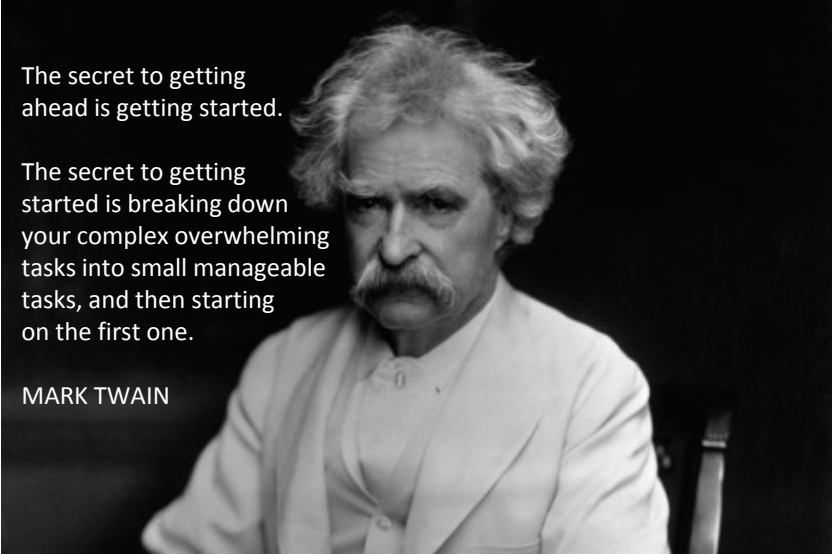 The secret to getting
ahead is getting started.
The secret to getting
started is breaking down
your complex overwhelming
tasks into small manageable
tasks, and then starting
on the first one.
MARK TWAIN